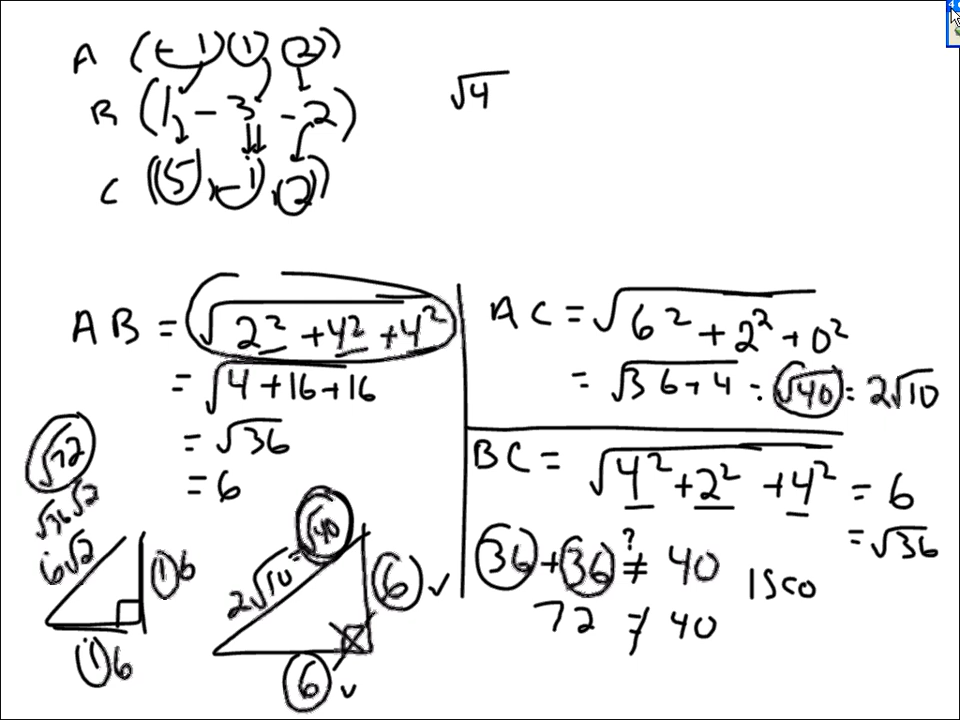 A (-1)(1)(2))
√4
B (1, -3 -2)
C ((5), -1), 2))
AB = √2² + 4² + 4²
= √4 + 16 + 16
= √36
= 6
AC = √6² + 2² + 0²
= √36 + 4 = √40 = 2√10
BC = √4² + 2² + 4² = 6
= √36
36 + 36 ≠ 40
?
72 ≠ 40
ISCO
√72
√36 √2
6√2
(1)6
(1)6
2√10 = √40
6 ✓
6 ✓